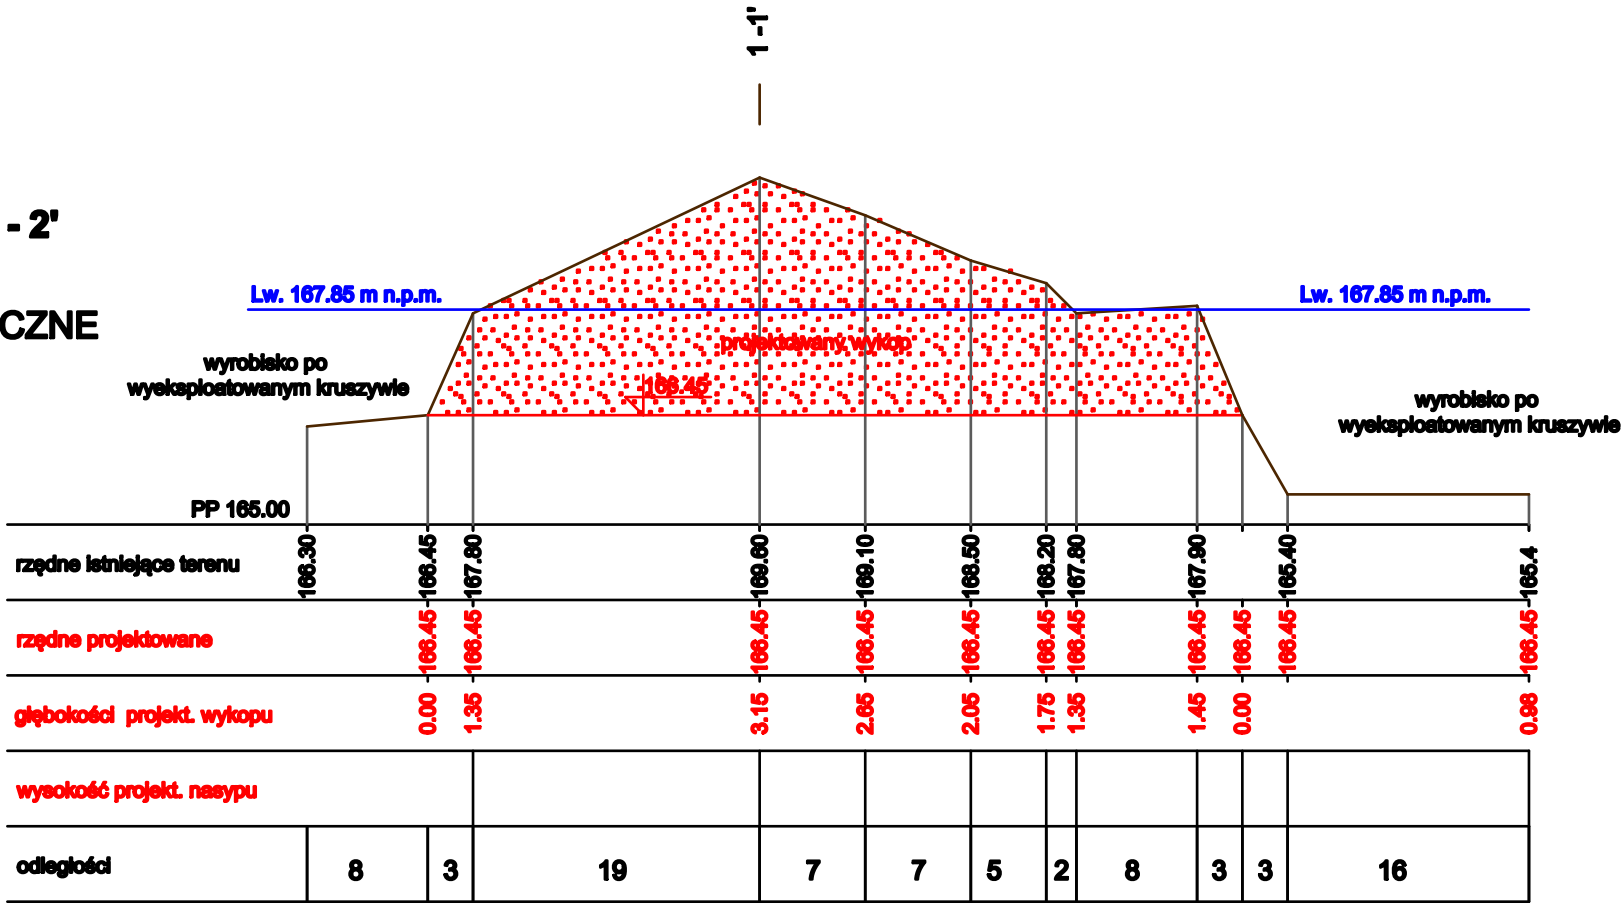 1 -1'
- 2'
CZNE
Lw. 167.85 m n.p.m.
Lw. 167.85 m n.p.m.
projektowany wykop
wyrobisko po
wyeksploatowanym kruszywie
166.45
wyrobisko po
wyeksploatowanym kruszywie
PP 165.00
rzędne istniejące terenu
166.30 166.45 167.80 169.60 169.10 168.50 168.20 167.80 167.90 165.40 165.4
rzędne projektowane
166.45 166.45 166.45 166.45 166.45 166.45 166.45 166.45 166.45 166.45 166.45
głębokości projekt. wykopu
0.00 1.35 3.15 2.65 2.05 1.75 1.35 1.45 0.00 0.98
wysokość projekt. nasypu
odległości
8 3 19 7 7 5 2 8 3 3 16